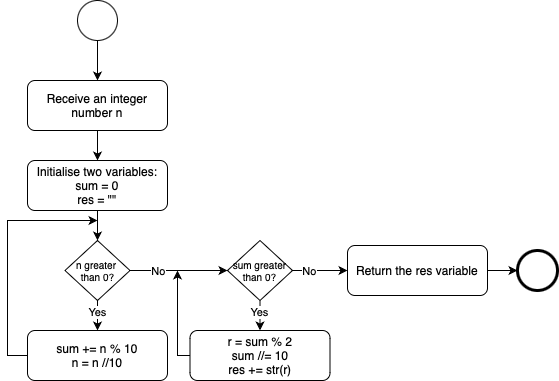 Receive an integer
number n
Initialise two variables:
sum = 0
res = ""
n greater
than 0?
No
sum greater
than 0?
No
Return the res variable
Yes
Yes
sum += n % 10
n = n //10
r = sum % 2
sum //= 10
res += str(r)